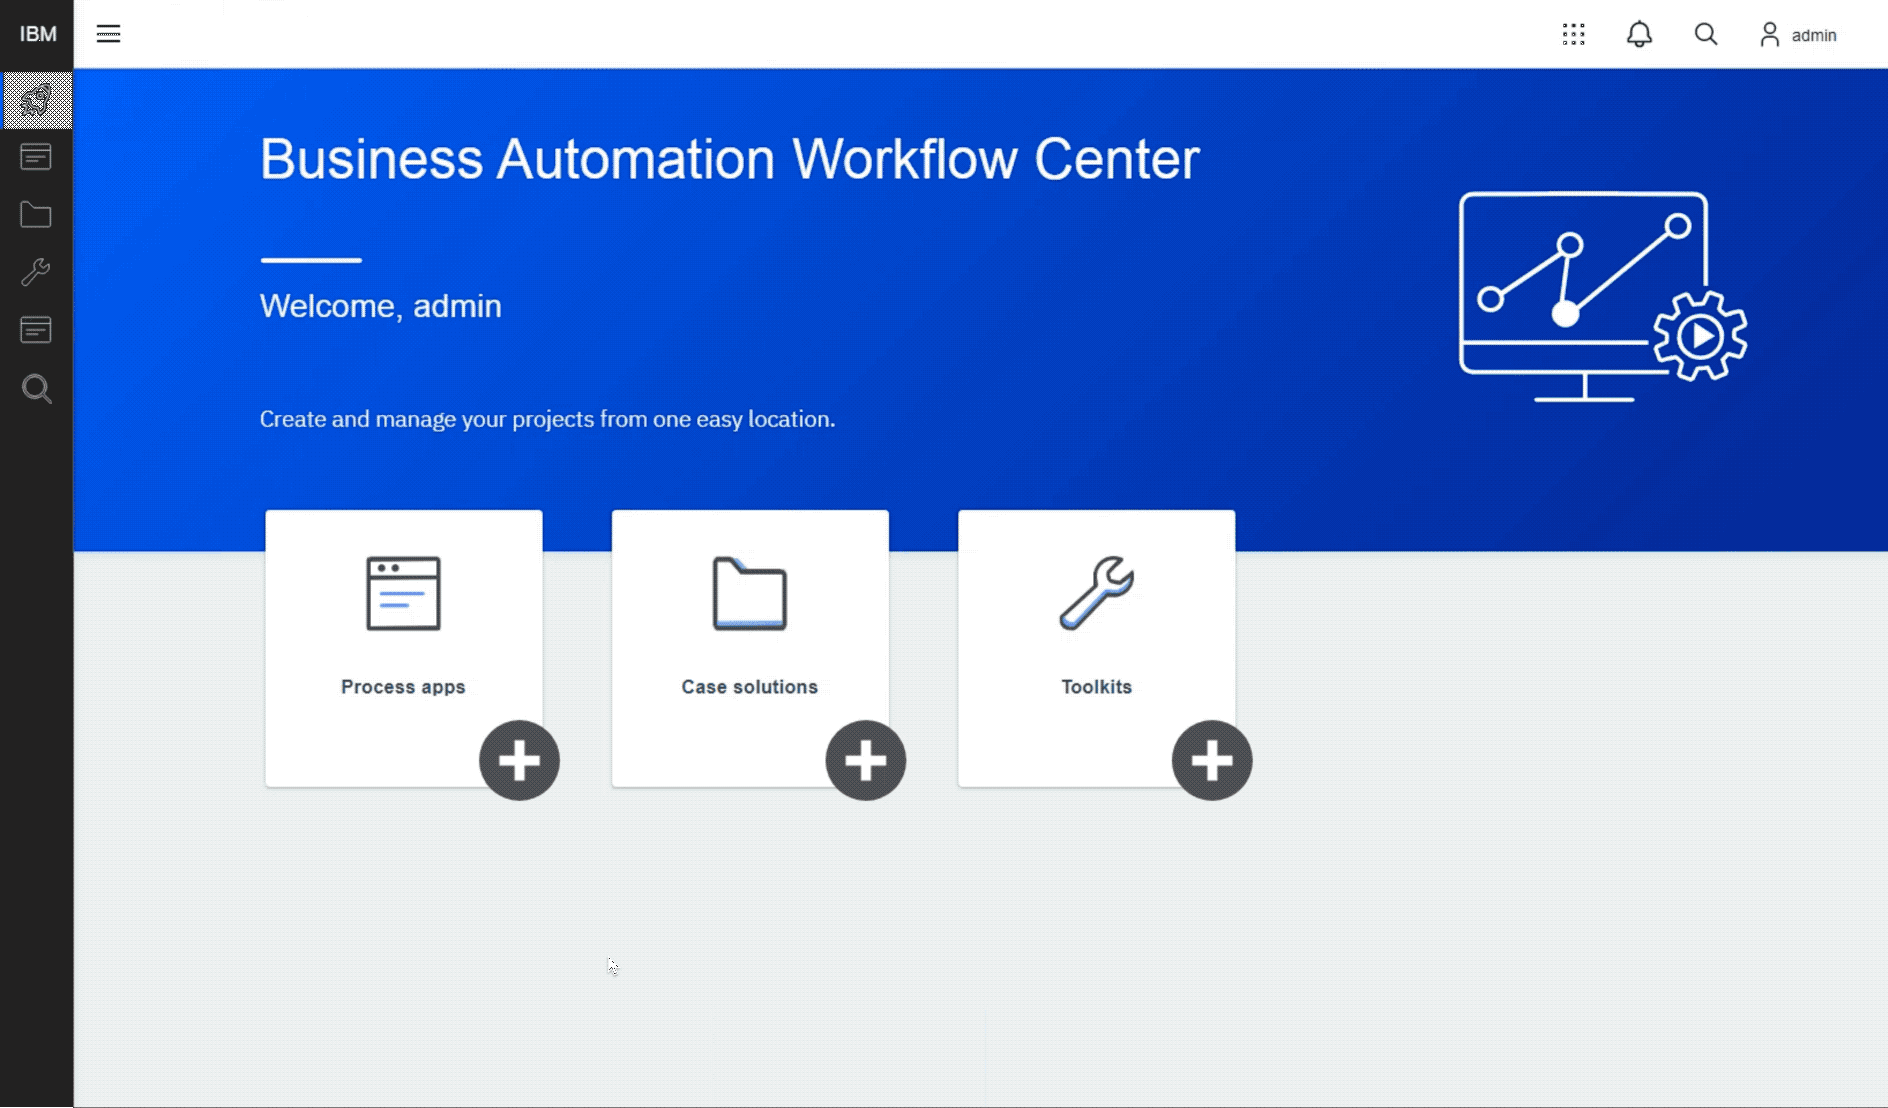 IBM
admin
Business Automation Workflow Center
Welcome, admin
Create and manage your projects from one easy location.
Process apps
Case solutions
Toolkits